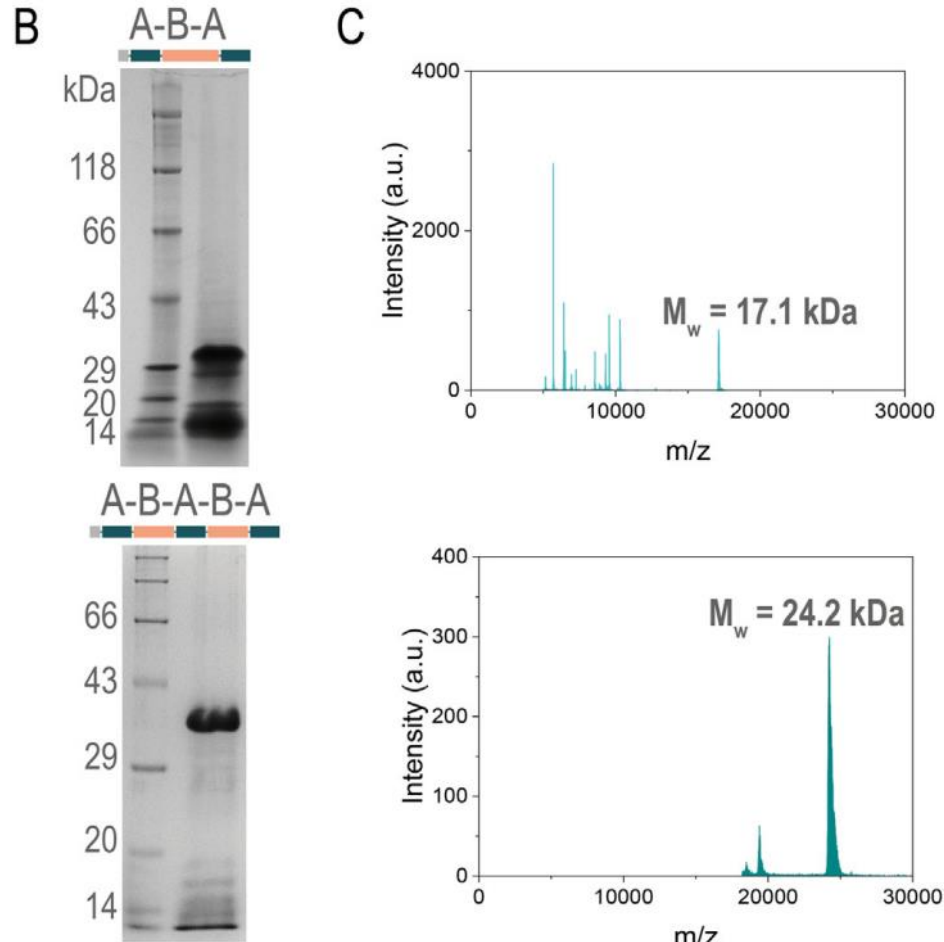 B
A-B-A
kDa
118
66
43
29
20
14
C
4000
2000
0
Intensity (a.u.)
Mw = 17.1 kDa
0 10000 20000 30000
m/z
A-B-A-B-A
66
43
29
20
14
400
300
200
100
0
Intensity (a.u.)
Mw = 24.2 kDa
0 10000 20000 30000
m/z